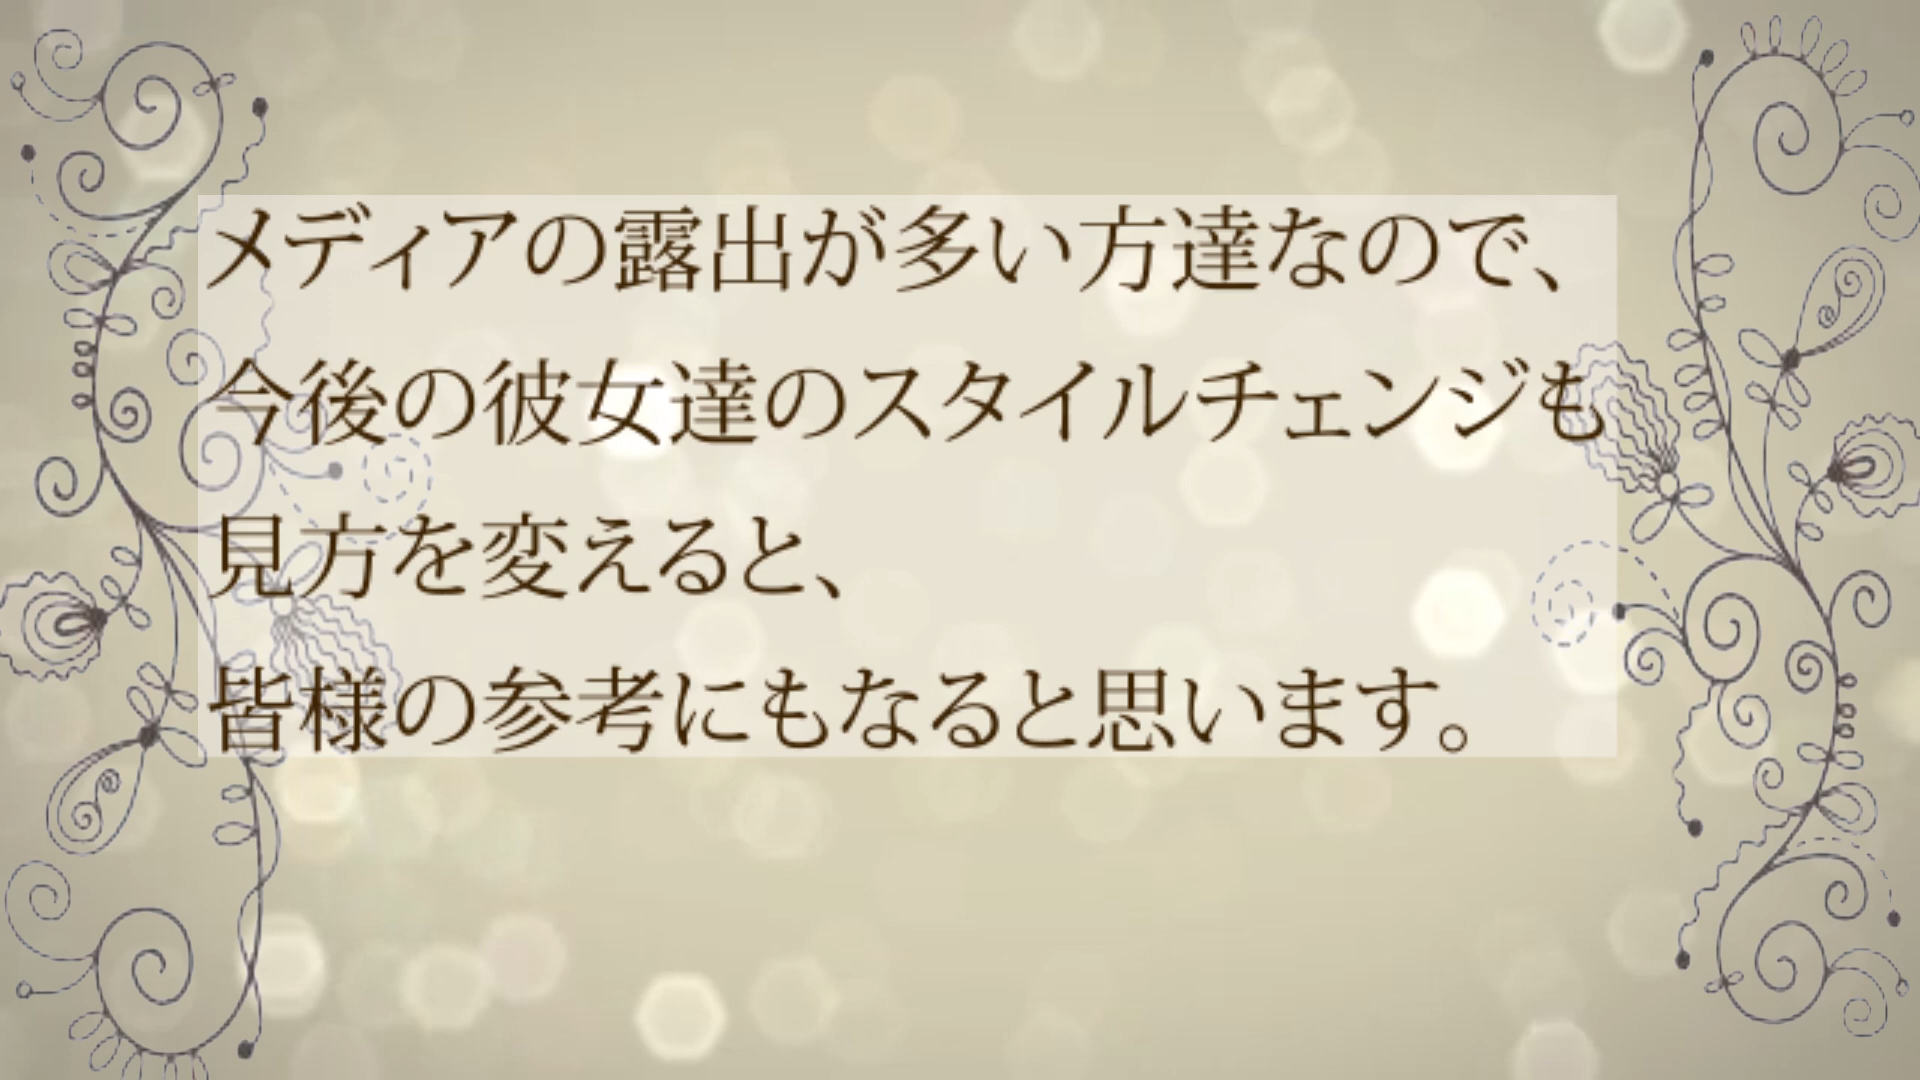 メディアの露出が多い方達なので、
今後の彼女達のスタイルチェンジも
見方を変えると、
皆様の参考にもなると思います。